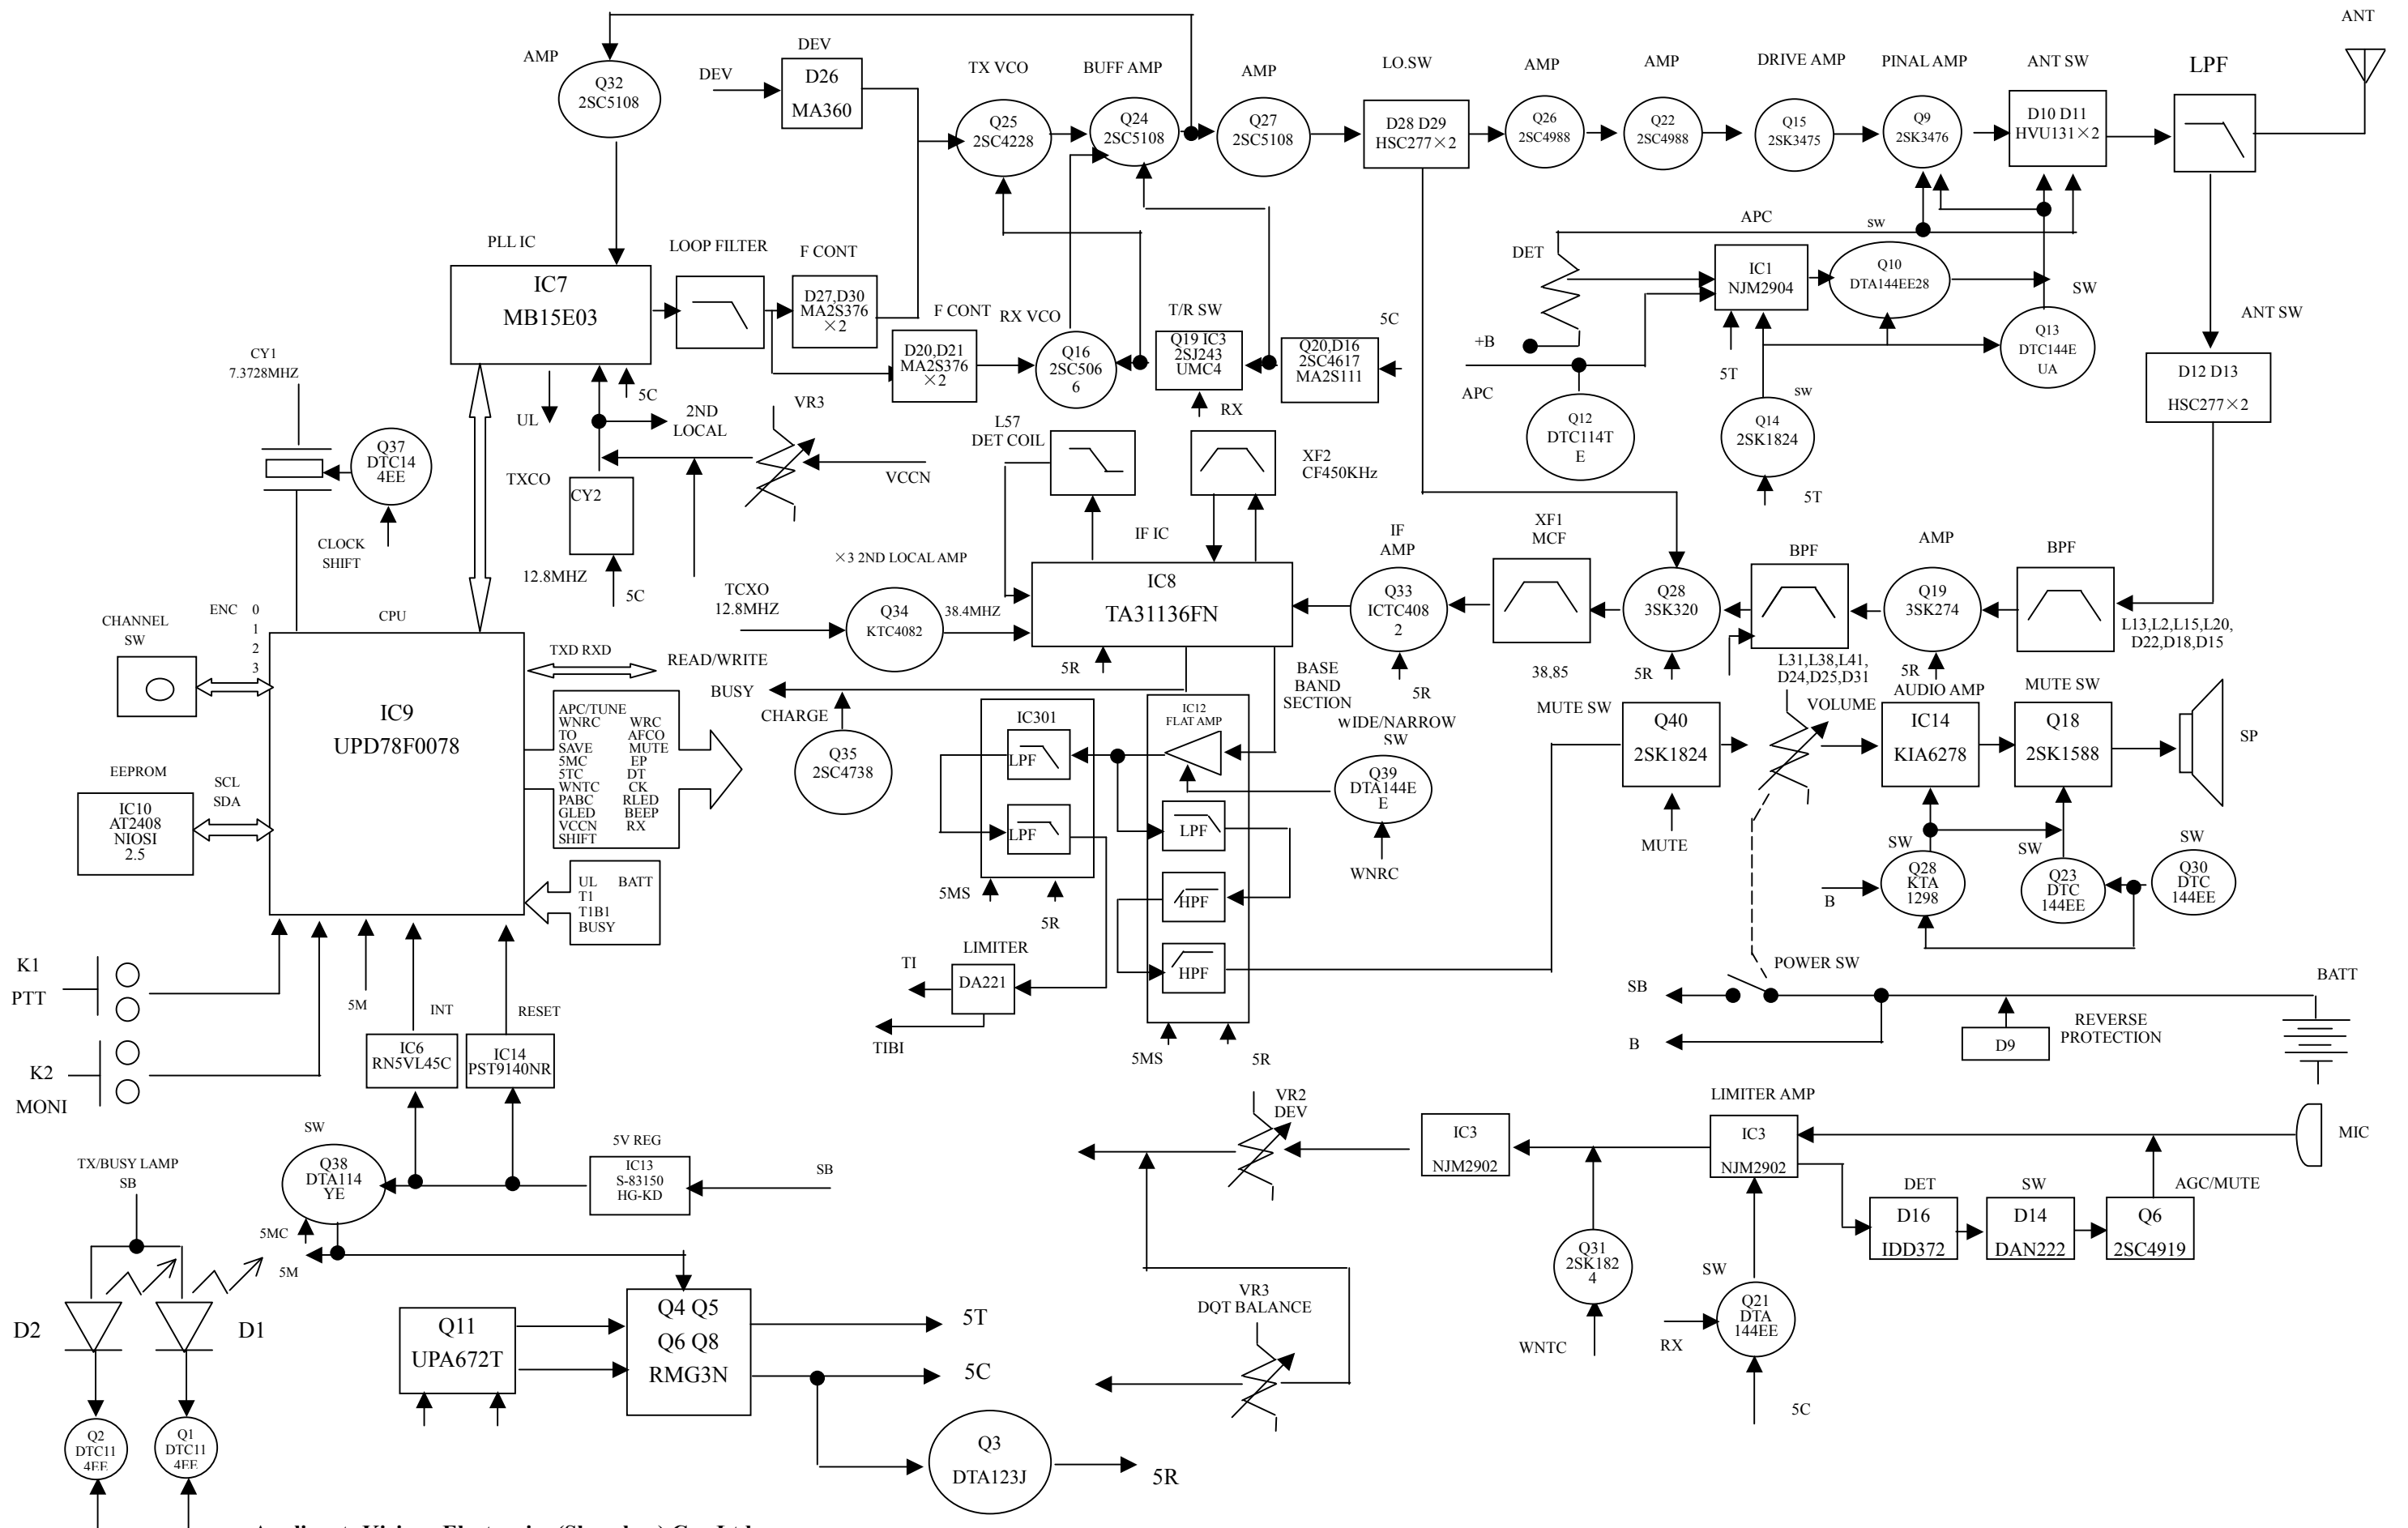 ANT
AMP
Q32
2SC5108
DEV
DEV
D26
MA360
TX VCO
Q25
2SC4228
BUFF AMP
Q24
2SC5108
AMP
Q27
2SC5108
LO.SW
D28 D29
HSC277×2
AMP
Q26
2SC4988
AMP
Q22
2SC4988
DRIVE AMP
Q15
2SK3475
PINAL AMP
Q9
2SK3476
ANT SW
D10 D11
HVU131×2
LPF
PLL IC
IC7
MB15E03
LOOP FILTER
F CONT
D27,D30
MA2S376
×2
F CONT
D20,D21
MA2S376
×2
RX VCO
Q16
2SC506
6
T/R SW
Q19 IC3
2SJ243
UMC4
RX
Q20,D16
2SC4617
MA2S111
5C
APC
sw
DET
IC1
NJM2904
Q10
DTA144EE28
SW
Q13
DTC144E
UA
+B
APC
5T
Q12
DTC114T
E
sw
Q14
2SK1824
5T
ANT SW
D12 D13
HSC277×2
CY1
7.3728MHZ
Q37
DTC14
4EE
CLOCK
SHIFT
UL
5C
2ND
LOCAL
VR3
VCCN
TXCO
CY2
12.8MHZ
5C
L57
DET COIL
XF2
CF450KHz
IF IC
IC8
TA31136FN
5R
×3 2ND LOCAL AMP
TCXO
12.8MHZ
Q34
KTC4082
38.4MHZ
IF
AMP
Q33
ICTC408
2
5R
XF1
MCF
38,85
Q28
3SK320
5R
BPF
L31,L38,L41,
D24,D25,D31
AMP
Q19
3SK274
5R
BPF
L13,L2,L15,L20,
D22,D18,D15
CHANNEL
SW
ENC
0
1
2
3
CPU
IC9
UPD78F0078
TXD RXD
READ/WRITE
BUSY
CHARGE
Q35
2SC4738
APC/TUNE
WNRC WRC
TO AFCO
SAVE MUTE
5MC EP
5TC DT
WNTC CK
PABC RLED
GLED BEEP
VCCN RX
SHIFT
UL BATT
T1
T1B1
BUSY
EEPROM
IC10
AT2408
NIOSI
2.5
SCL
SDA
IC301
LPF
LPF
5MS
5R
IC12
FLAT AMP
LPF
HPF
HPF
5MS
5R
BASE
BAND
SECTION
wIDE/NARROW
SW
Q39
DTA144E
E
WNRC
LIMITER
DA221
TI
TIBI
MUTE SW
Q40
2SK1824
MUTE
VOLUME
AUDIO AMP
IC14
KIA6278
MUTE SW
Q18
2SK1588
SP
SW
Q28
KTA
1298
B
SW
Q23
DTC
144EE
SW
Q30
DTC
144EE
POWER SW
SB
B
D9
REVERSE
PROTECTION
BATT
K1
PTT
K2
MONI
5M
INT
RESET
IC6
RN5VL45C
IC14
PST9140NR
SW
Q38
DTA114
YE
5MC
5M
5V REG
IC13
S-83150
HG-KD
SB
TX/BUSY LAMP
SB
D2
D1
Q2
DTC11
4EE
Q1
DTC11
4EE
Q11
UPA672T
Q4 Q5
Q6 Q8
RMG3N
5T
5C
Q3
DTA123J
5R
VR2
DEV
VR3
DQT BALANCE
IC3
NJM2902
LIMITER AMP
IC3
NJM2902
MIC
DET
D16
IDD372
SW
D14
DAN222
AGC/MUTE
Q6
2SC4919
Q31
2SK182
4
WNTC
SW
Q21
DTA
144EE
RX
5C